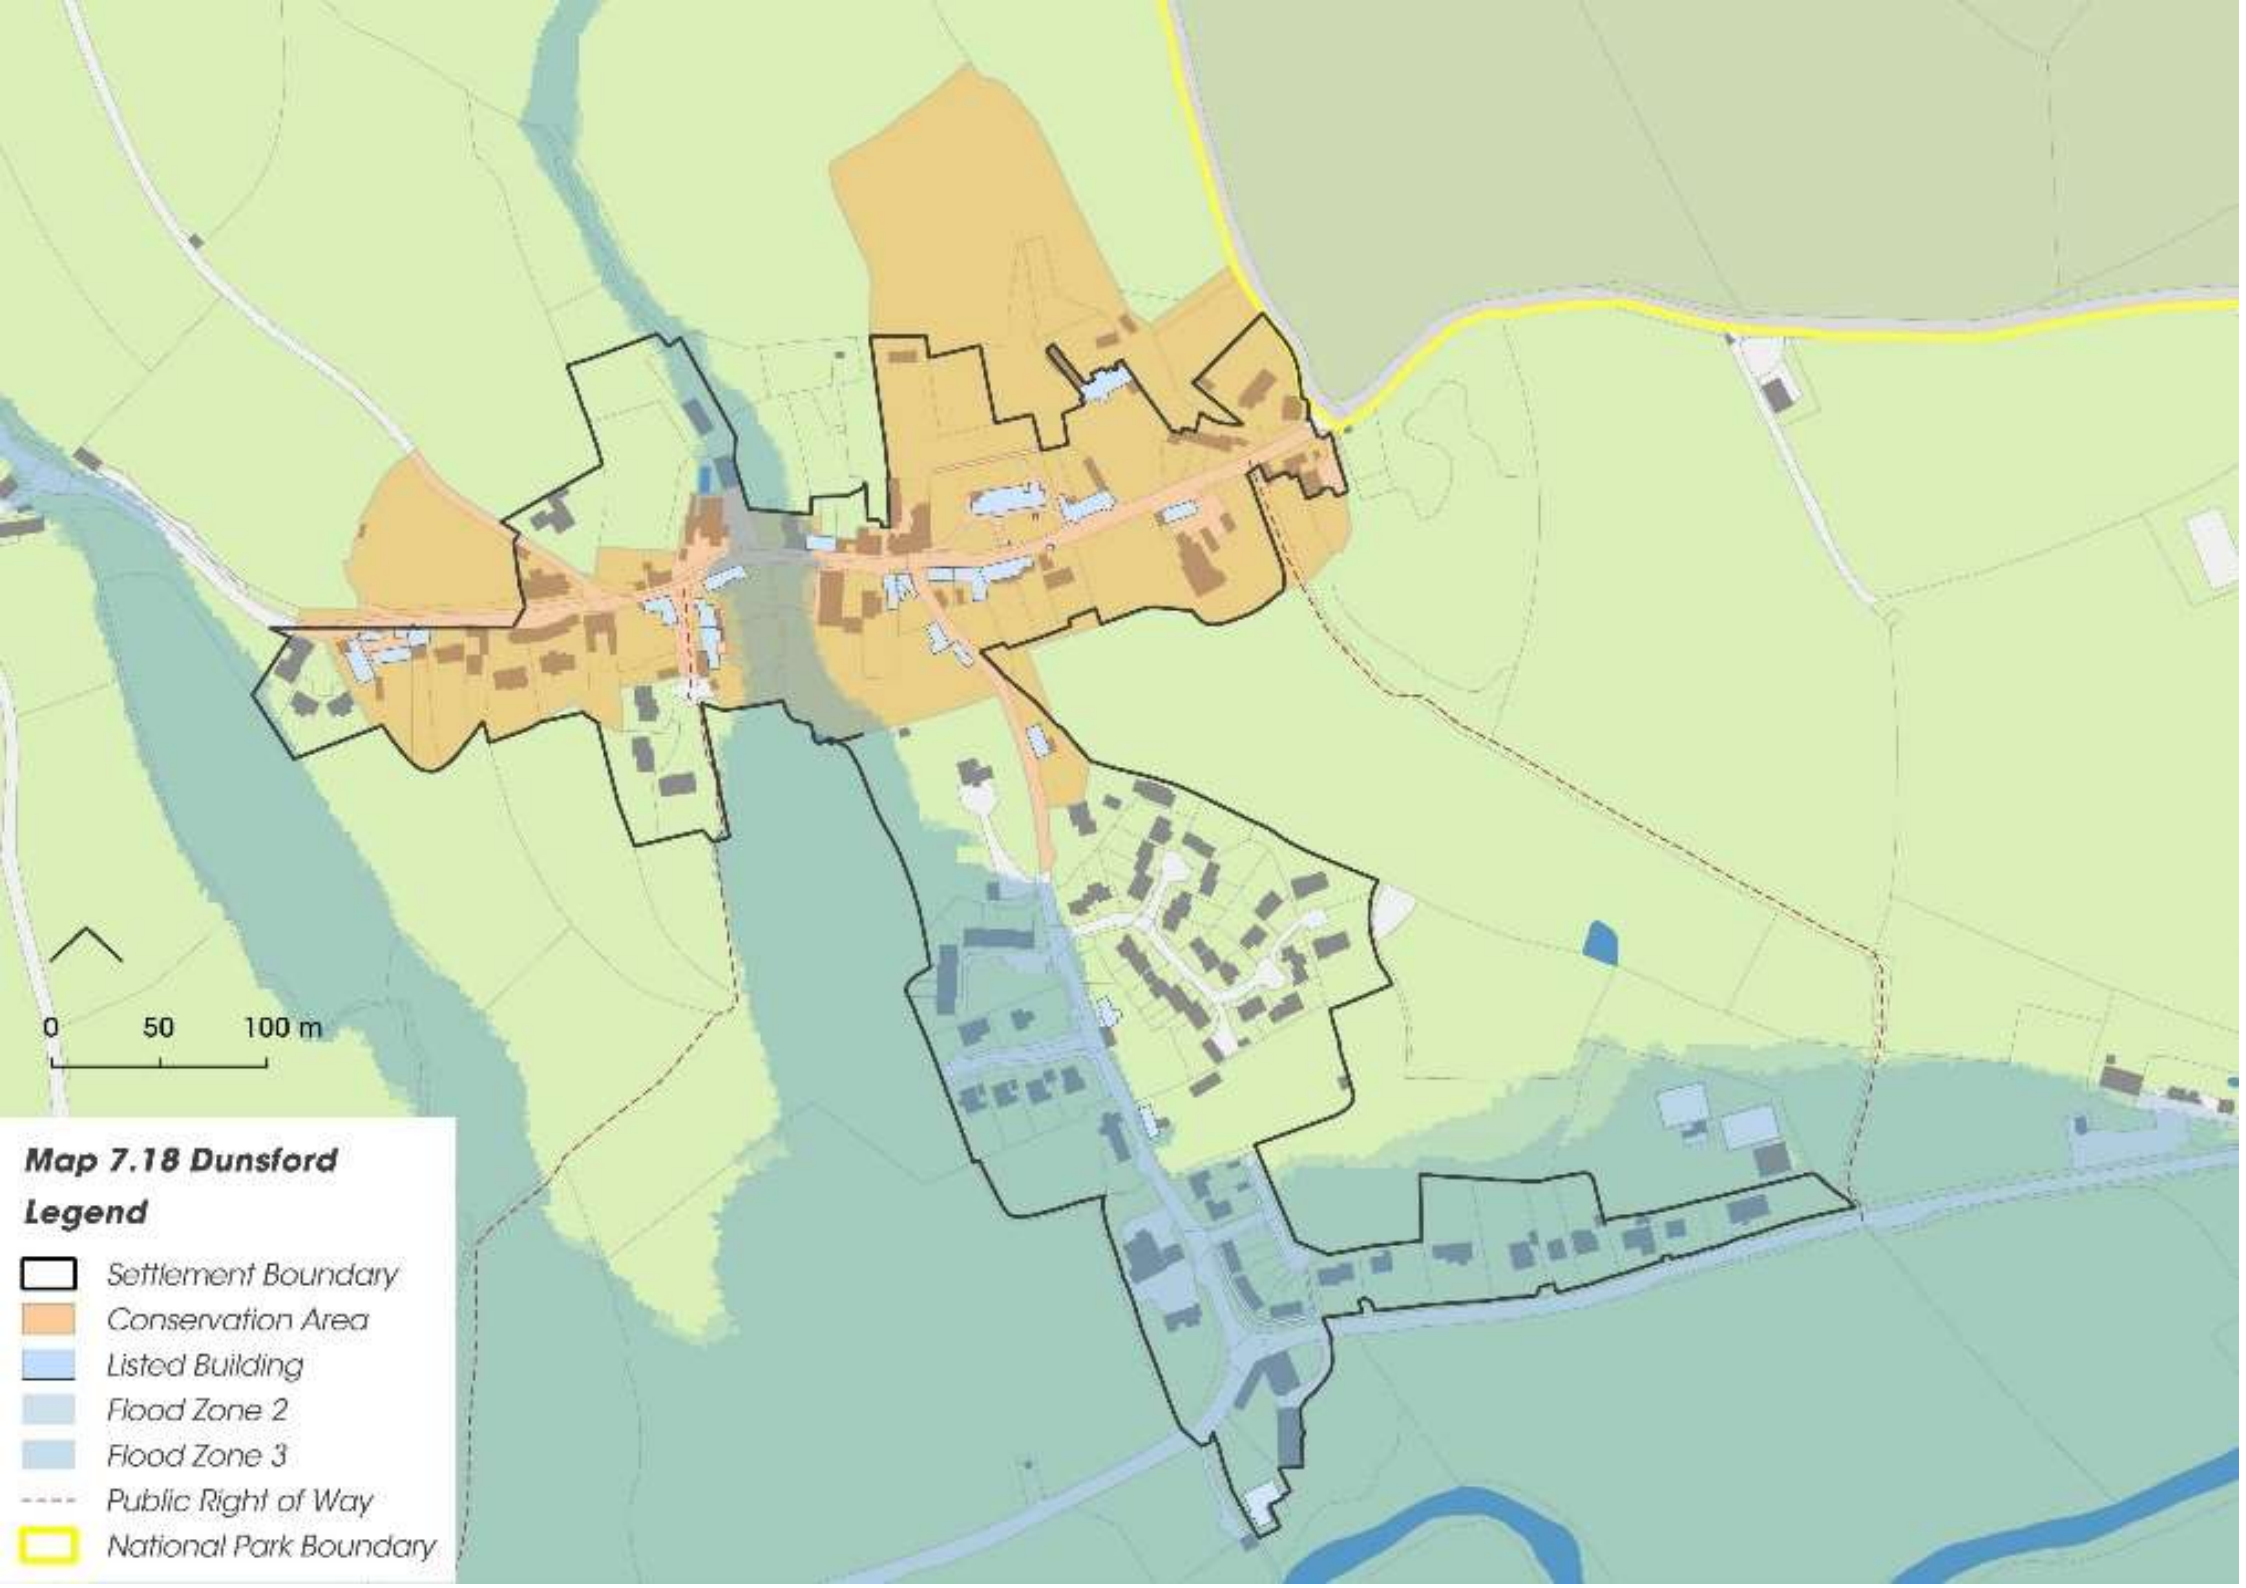 0 50 100 m
Map 7.18 Dunsford
Legend
Settlement Boundary
Conservation Area
Listed Building
Flood Zone 2
Flood Zone 3
Public Right of Way
National Park Boundary